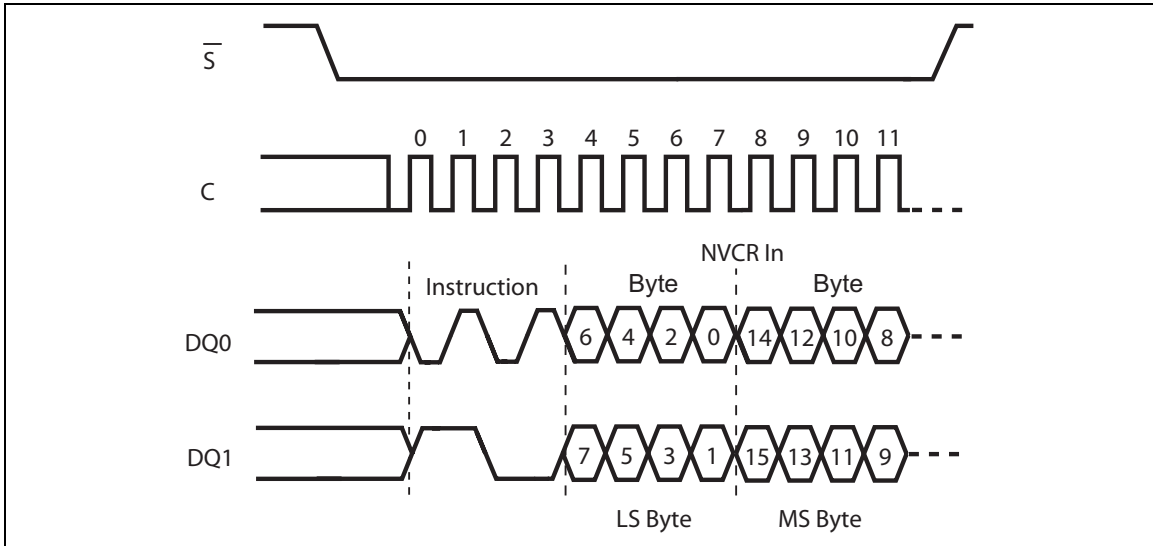 S
0 1 2 3 4 5 6 7 8 9 10 11
C
NVCR In
Instruction Byte Byte
DQ0 6 4 2 0 14 12 10 8
DQ1 7 5 3 1 15 13 11 9
LS Byte MS Byte